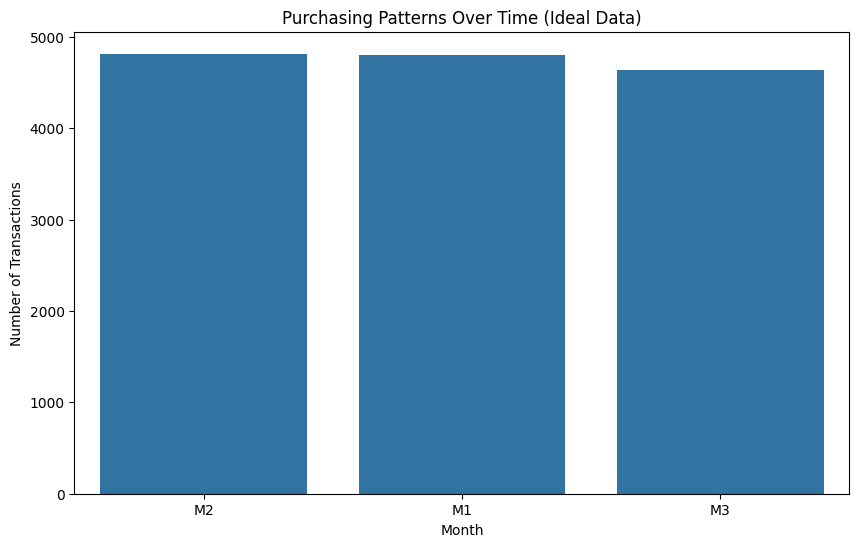 Purchasing Patterns Over Time (Ideal Data)
Number of Transactions
5000
4000
3000
2000
1000
0
M2
M1
M3
Month